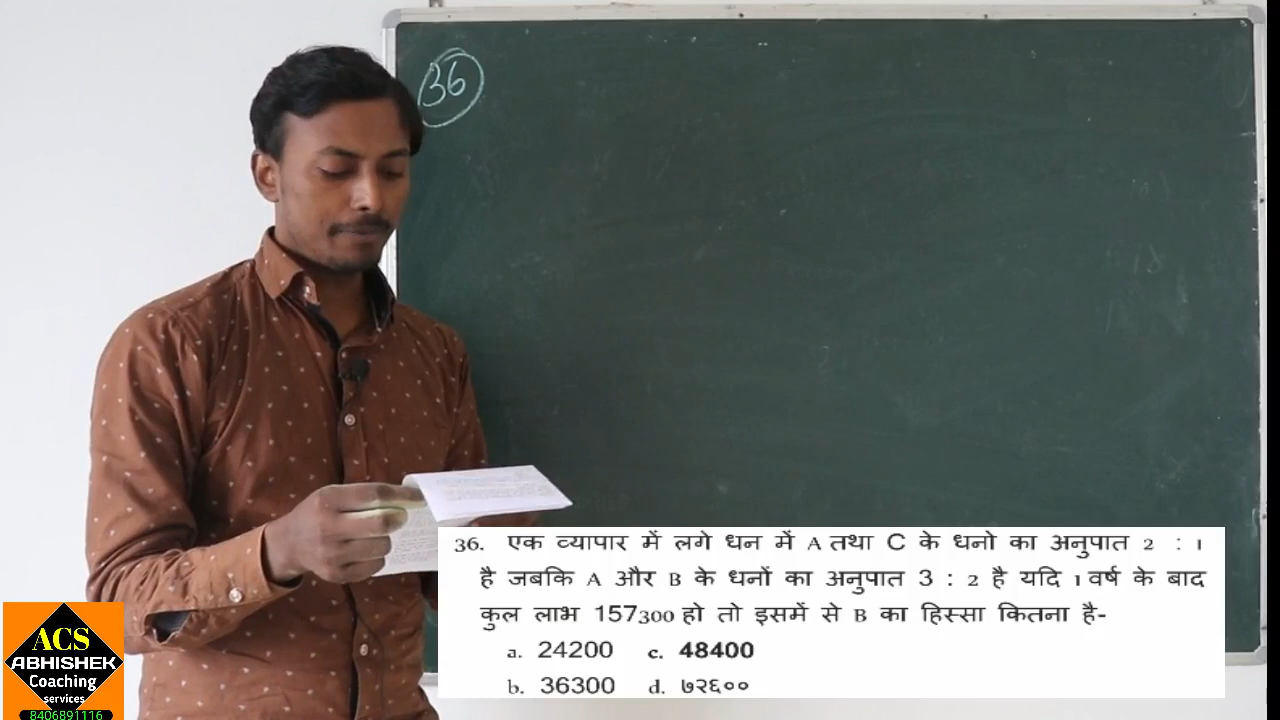 36
36. एक व्यापार में लगे धन में A तथा C के धनो का अनुपात 2 : 1
है जबकि A और B के धनों का अनुपात 3 : 2 है यदि 1 वर्ष के बाद
कुल लाभ 157300 हो तो इसमें से B का हिस्सा कितना है-
a. 24200 c. 48400
b. 36300 d. ७२६००
ACS
ABHISHEK
Coaching
services
8406891116